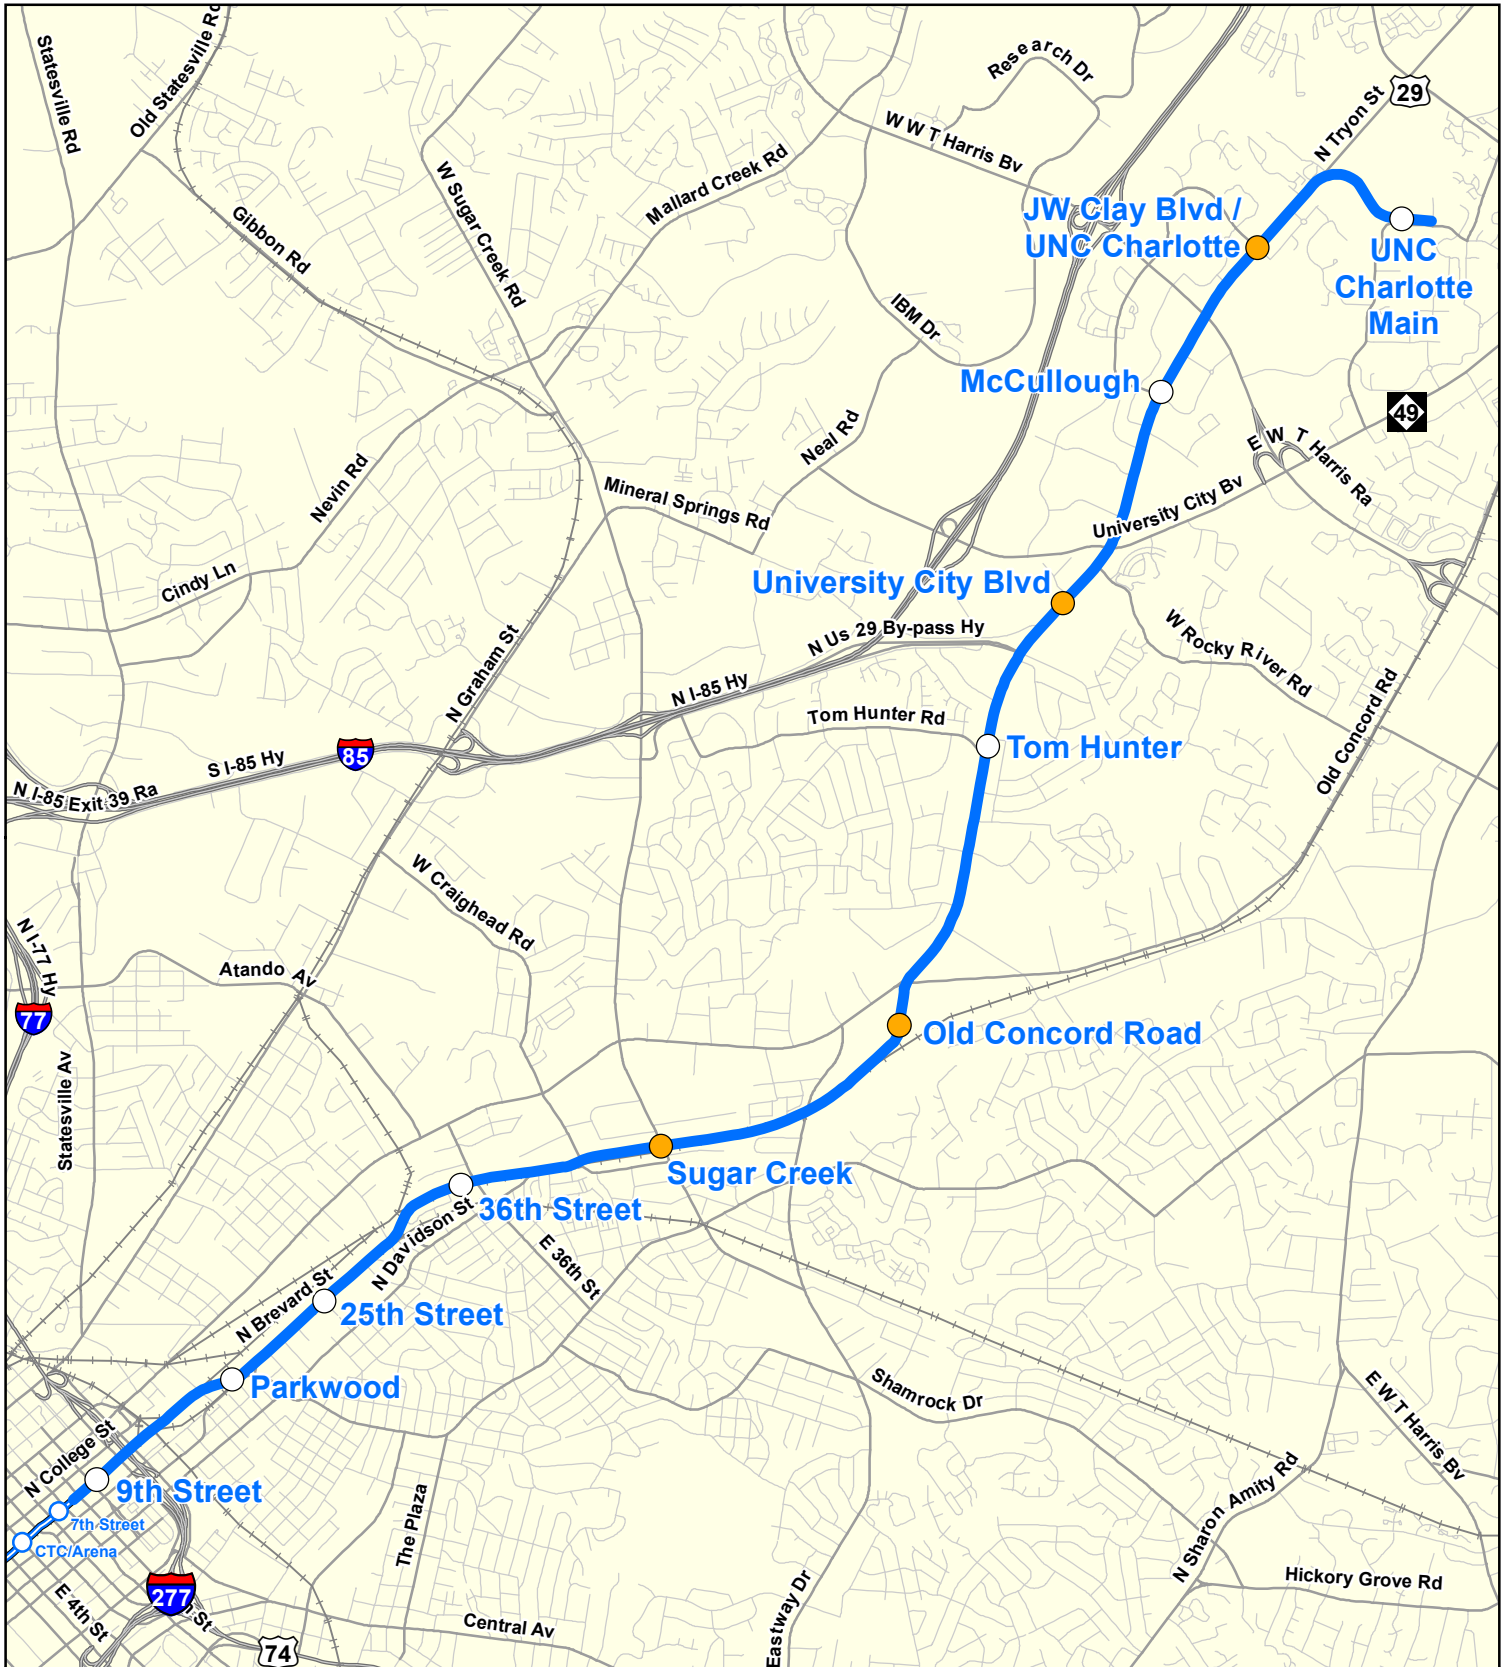 Statesville Rd
Old Statesville Rd
Research Dr
29
W W T Harris Bv
N Tryon St
Mallard Creek Rd
W Sugar Creek Rd
Gibbon Rd
JW Clay Blvd /
UNC Charlotte
UNC
Charlotte
Main
IBM Dr
McCullough
49
Neal Rd
E W T Harris Ra
Nevin Rd
Mineral Springs Rd
University City Bv
Cindy Ln
University City Blvd
N Us 29 By-pass Hy
W Rocky River Rd
N Graham St
N I-85 Hy
Tom Hunter Rd
Tom Hunter
Old Concord Rd
S I-85 Hy
85
N I-85 Exit 39 Ra
W Craighead Rd
N I-77 Hy
Atando Av
77
Old Concord Road
Statesville Av
Sugar Creek
36th Street
N Davidson St
E 36th St
N Brevard St
25th Street
Parkwood
Shamrock Dr
E W T Harris Bv
N College St
9th Street
7th Street
CTC/Arena
The Plaza
N Sharon Amity Rd
Hickory Grove Rd
E 4th St
277
h St
Central Av
Eastway Dr
74